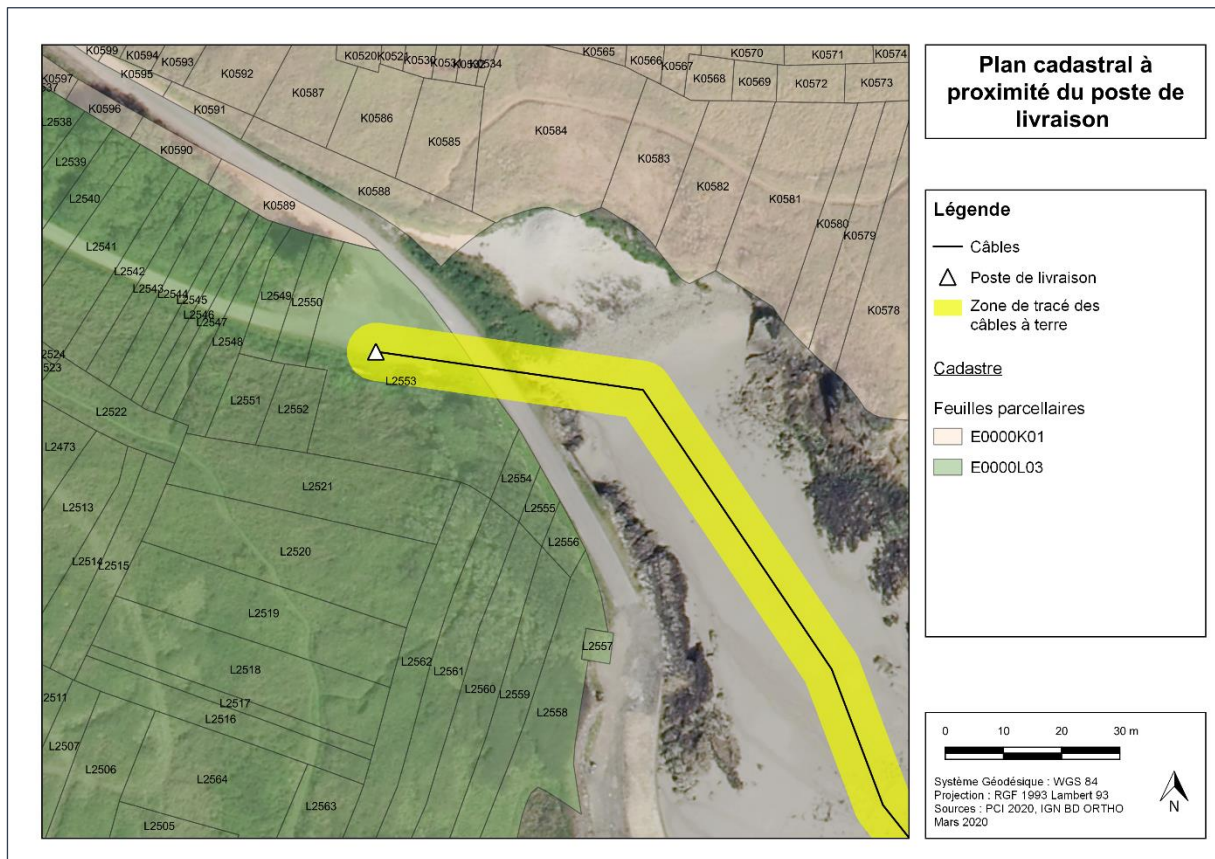 K0599
K0594
K0593
K0595
K0592
K0597
K0596
K0591
K0590
K0587
K0520
K0521
K0530
K0531
K0532
K0534
K0586
K0585
K0588
K0589
K0565
K0566
K0567
K0570
K0571
K0574
K0568
K0569
K0572
K0573
K0584
K0583
K0582
K0581
K0580
K0579
K0578
L2538
L2539
L2540
L2541
L2542
L2543
L2544
L2545
L2546
L2547
L2548
L2549
L2550
L2551
L2552
L2553
L2522
L2473
L2513
L2514
L2515
L2521
L2520
L2519
L2518
L2517
L2516
L2554
L2555
L2556
L2557
L2562
L2561
L2560
L2559
L2558
L2507
L2506
L2505
L2564
L2563
Plan cadastral à
proximité du poste de
livraison
Légende
Câbles
Poste de livraison
Zone de tracé des
câbles à terre
Cadastre
Feuilles parcellaires
E0000K01
E0000L03
0 10 20 30 m
Système Géodésique : WGS 84
Projection : RGF 1993 Lambert 93
Sources : PCI 2020, IGN BD ORTHO
Mars 2020
N